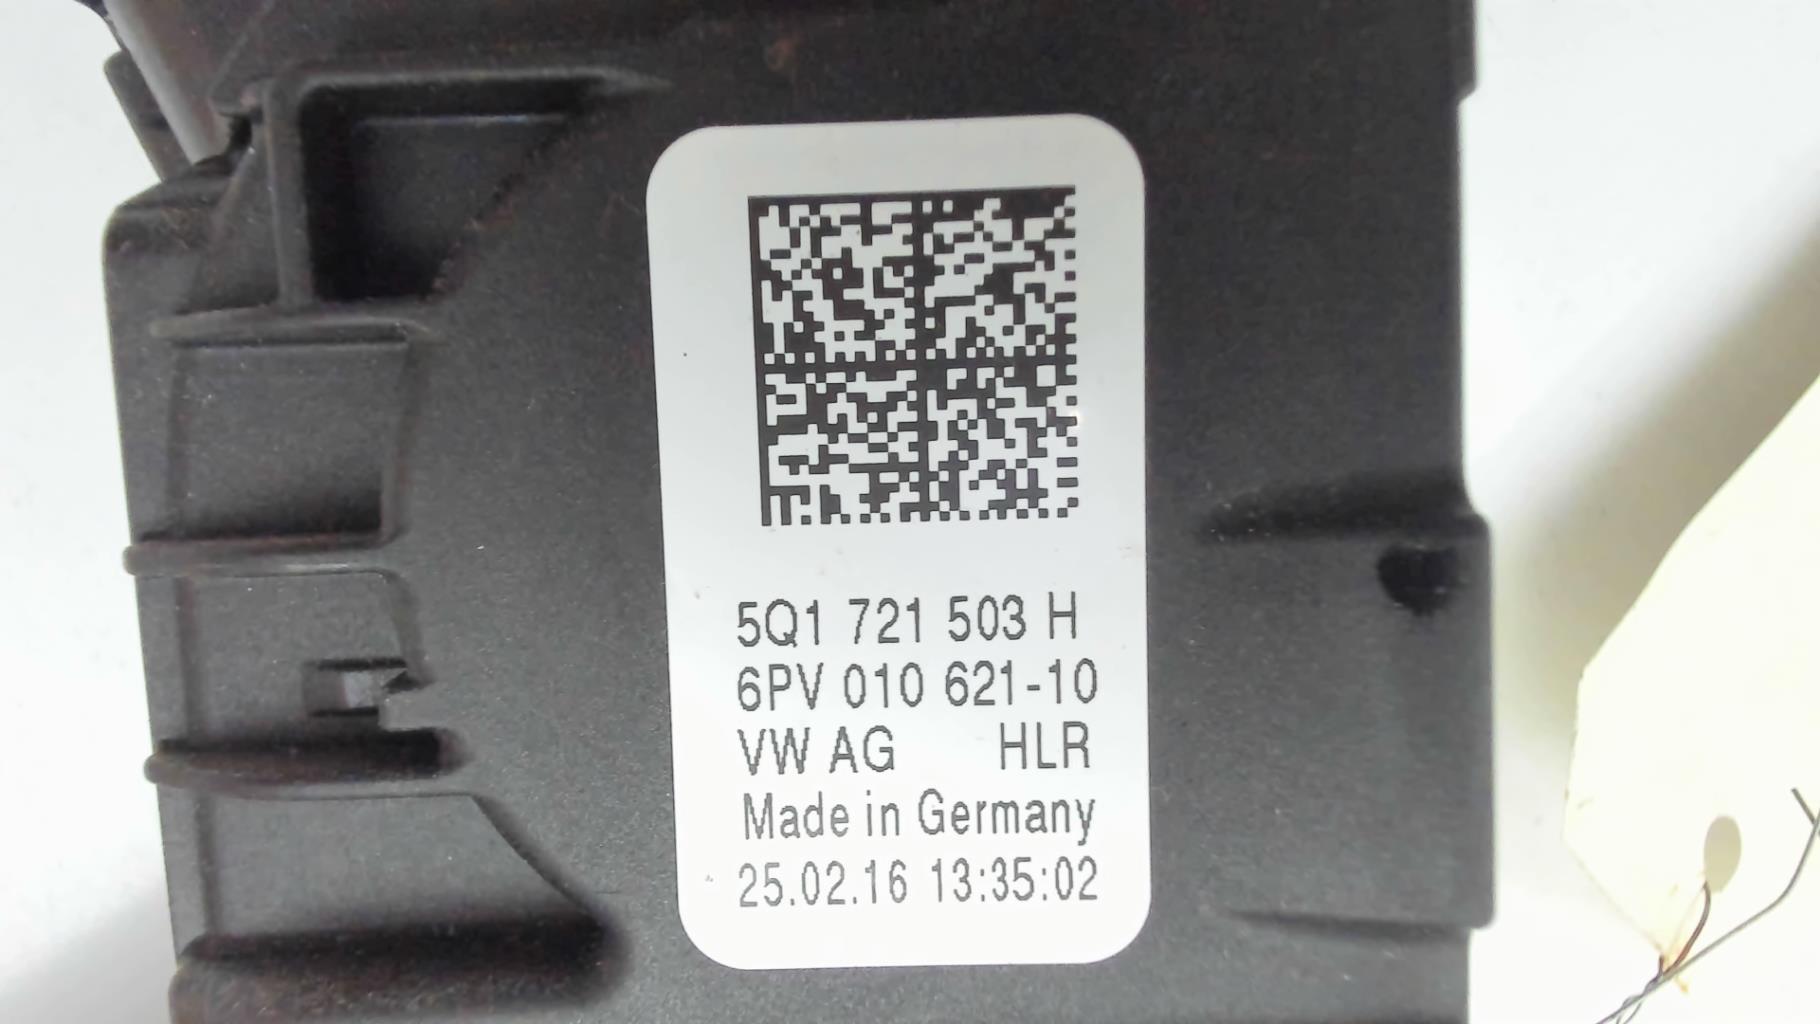 5Q1 721 503 H
6PV 010 621-10
VW AG HLR
Made in Germany
25.02.16 13:35:02